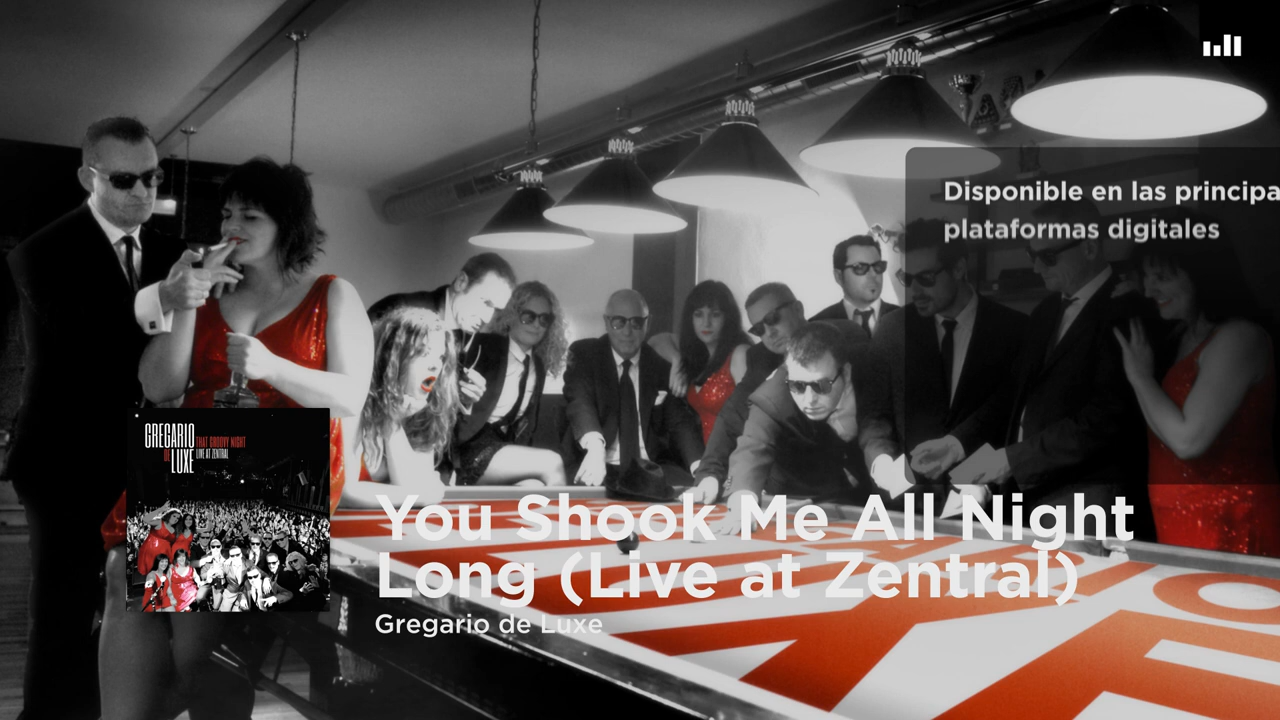 Disponible en las principa
plataformas digitales
GREGARIO
DE LUXE
THAT GROOVY NIGHT
LIVE AT ZENTRAL
You Shook Me All Night
Long (Live at Zentral)
Gregario de Luxe